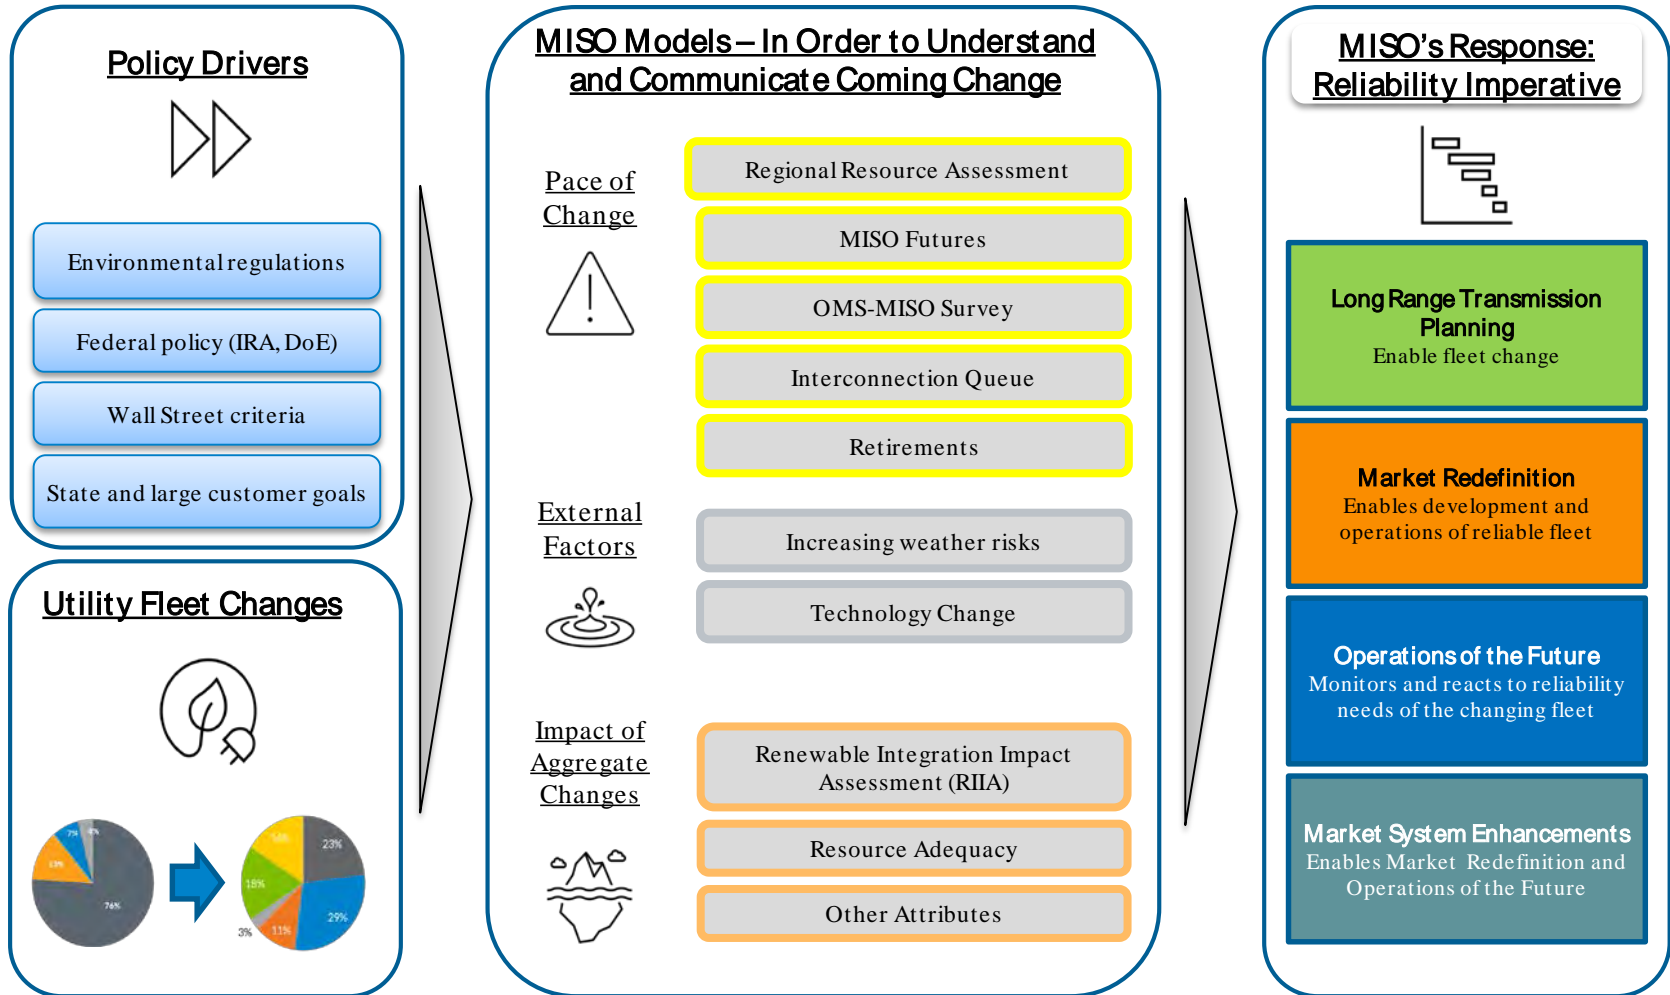 Policy Drivers
Environmental regulations
Federal policy (IRA, DoE)
Wall Street criteria
State and large customer goals
Utility Fleet Changes
76%
13%
7%
4%
23%
29%
11%
3%
18%
MISO Models – In Order to Understand
and Communicate Coming Change
Pace of
Change
Regional Resource Assessment
MISO Futures
OMS-MISO Survey
Interconnection Queue
Retirements
External
Factors
Increasing weather risks
Technology Change
Impact of
Aggregate
Changes
Renewable Integration Impact
Assessment (RIIA)
Resource Adequacy
Other Attributes
MISO's Response:
Reliability Imperative
Long Range Transmission
Planning
Enable fleet change
Market Redefinition
Enables development and
operations of reliable fleet
Operations of the Future
Monitors and reacts to reliability
needs of the changing fleet
Market System Enhancements
Enables Market Redefinition and
Operations of the Future